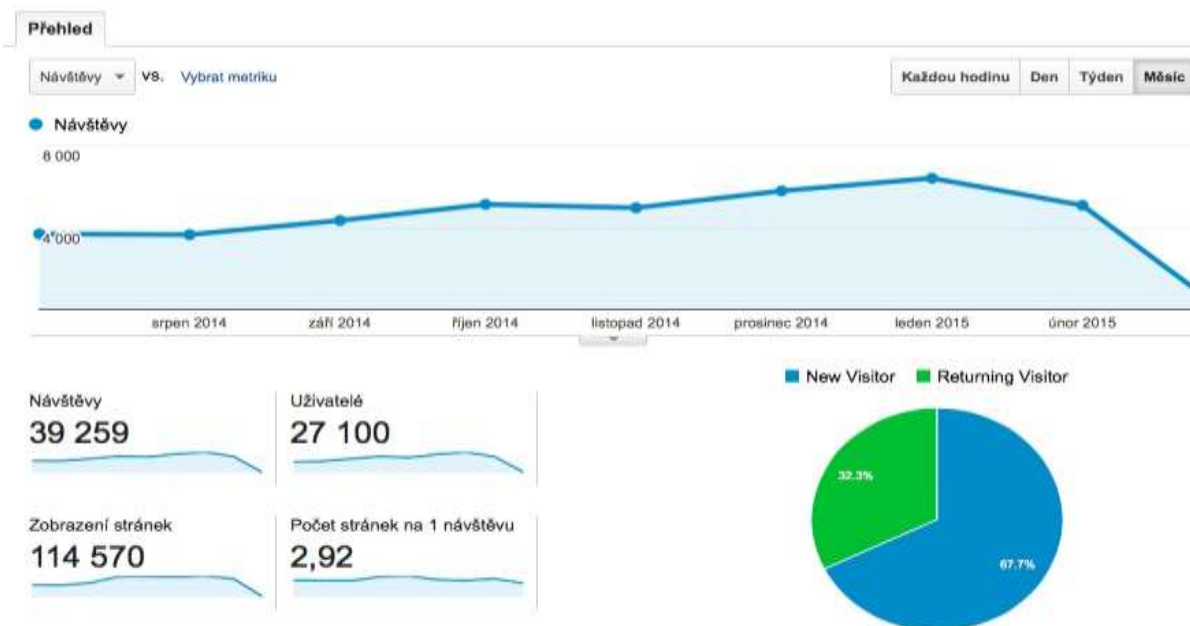 Přehled
Návštěvy vs. Vybrat metriku
Každou hodinu Den Týden Měsíc
Návštěvy
8 000
4 000
srpen 2014 září 2014 říjen 2014 listopad 2014 prosinec 2014 leden 2015 únor 2015
New Visitor Returning Visitor
Návštěvy
39 259
Uživatelé
27 100
Zobrazení stránek
114 570
Počet stránek na 1 návštěvu
2,92
32.3%
67.7%